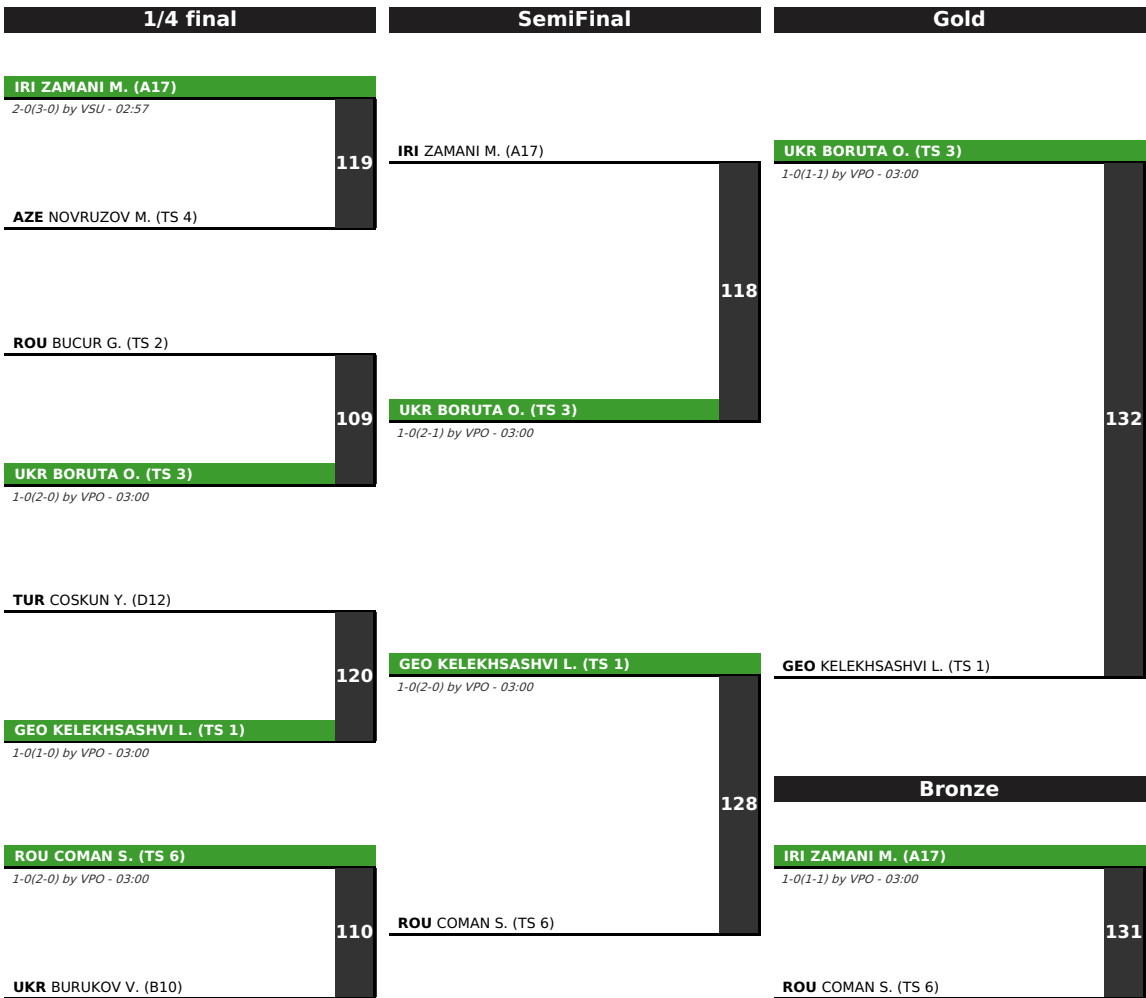 1/4 final
IRI ZAMANI M. (A17)
2-0(3-0) by VSU - 02:57
119
AZE NOVRUZOV M. (TS 4)
ROU BUCUR G. (TS 2)
109
UKR BORUTA O. (TS 3)
1-0(2-0) by VPO - 03:00
TUR COSKUN Y. (D12)
120
GEO KELEKHSASHVI L. (TS 1)
1-0(1-0) by VPO - 03:00
ROU COMAN S. (TS 6)
1-0(2-0) by VPO - 03:00
110
UKR BURUKOV V. (B10)
SemiFinal
IRI ZAMANI M. (A17)
118
UKR BORUTA O. (TS 3)
1-0(2-1) by VPO - 03:00
GEO KELEKHSASHVI L. (TS 1)
1-0(2-0) by VPO - 03:00
128
ROU COMAN S. (TS 6)
Gold
UKR BORUTA O. (TS 3)
1-0(1-1) by VPO - 03:00
132
GEO KELEKHSASHVI L. (TS 1)
Bronze
IRI ZAMANI M. (A17)
1-0(1-1) by VPO - 03:00
131
ROU COMAN S. (TS 6)